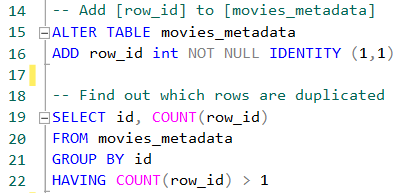 14 -- Add [row_id] to [movies_metadata]
15 ALTER TABLE movies_metadata
16 ADD row_id int NOT NULL IDENTITY (1,1)
17
18 -- Find out which rows are duplicated
19 SELECT id, COUNT(row_id)
20 FROM movies_metadata
21 GROUP BY id
22 HAVING COUNT(row_id) > 1